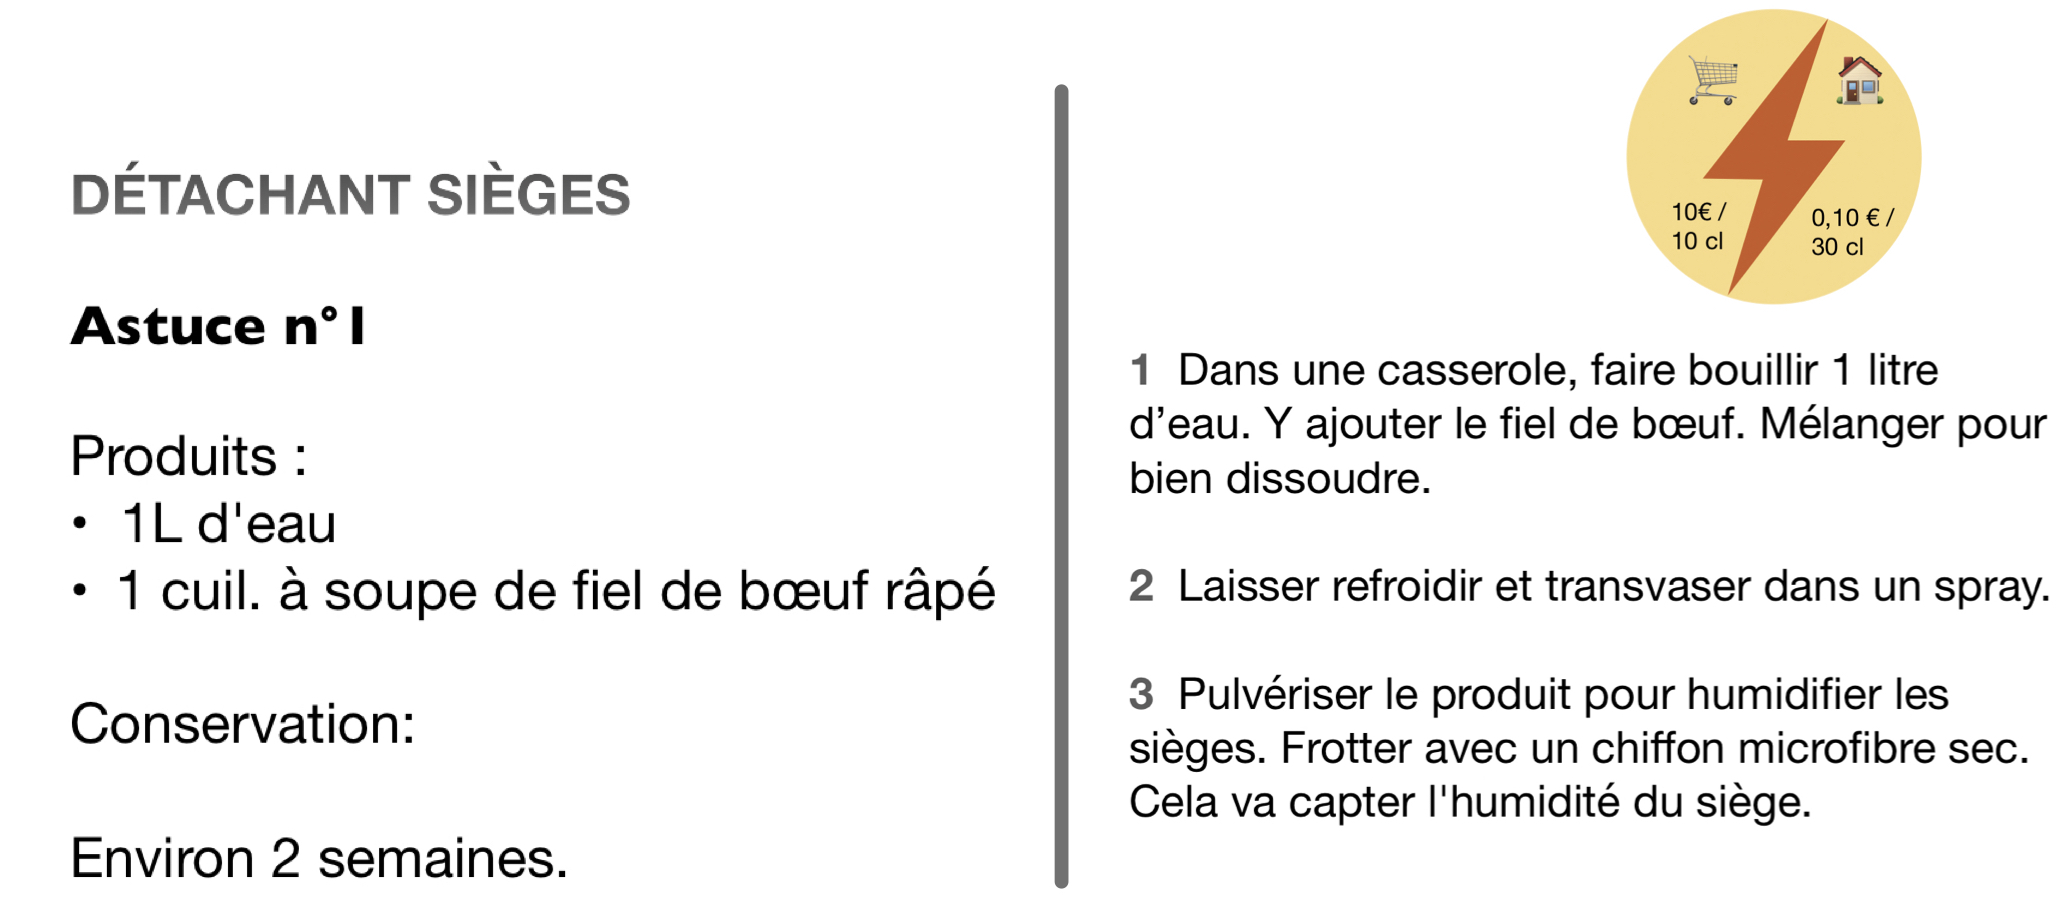 DÉTACHANT SIÈGES
Astuce n°1
Produits :
• 1L d'eau
• 1 cuil. à soupe de fiel de bœuf râpé
Conservation:
Environ 2 semaines.
10€ /
10 cl
0,10 € /
30 cl
1 Dans une casserole, faire bouillir 1 litre
d’eau. Y ajouter le fiel de bœuf. Mélanger pour
bien dissoudre.
2 Laisser refroidir et transvaser dans un spray.
3 Pulvériser le produit pour humidifier les
sièges. Frotter avec un chiffon microfibre sec.
Cela va capter l'humidité du siège.